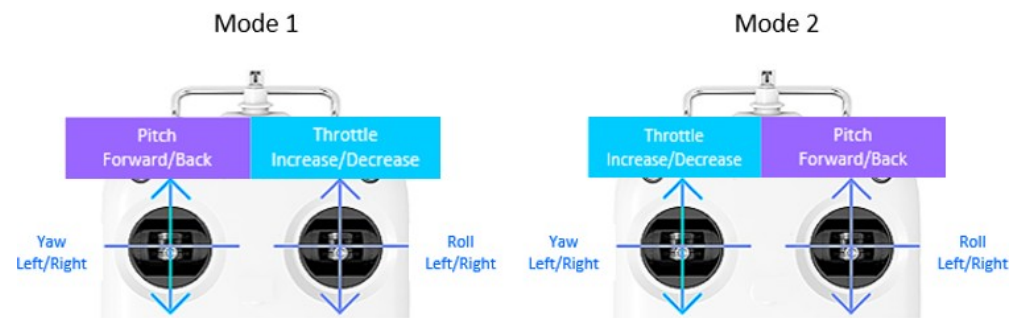 Mode 1
Pitch
Forward/Back
Throttle
Increase/Decrease
Yaw
Left/Right
Roll
Left/Right
Mode 2
Throttle
Increase/Decrease
Pitch
Forward/Back
Yaw
Left/Right
Roll
Left/Right